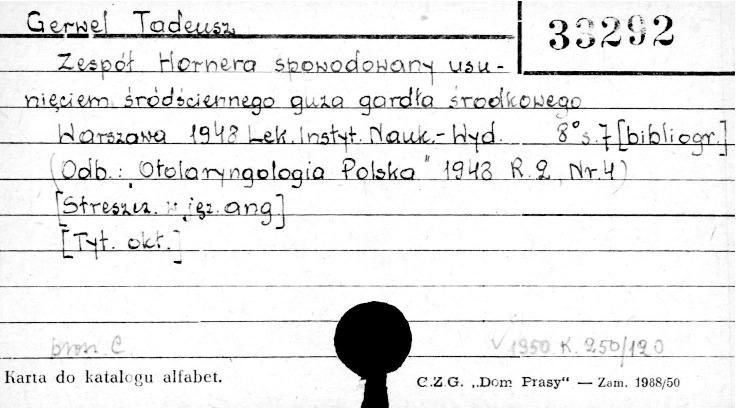 Gerwel Tadeusz
33292
Zespół Hornera spowodowany usu-
nięciem śródściennego guza gardła środkowego
Warszawa 1948 Lek. Instyt. Nauk.-Wyd. 8° s. 7 [bibliogr.]
(Odb.: "Otolaryngologia Polska" 1948 R. 2, Nr. 4)
[Streszcz. w jęz. ang]
[Tyt. okł.]
C.
√ 1950 K. 250/120
Karta do katalogu alfabet.
C.Z.G. „Dom Prasy“ — Zam. 1988/50